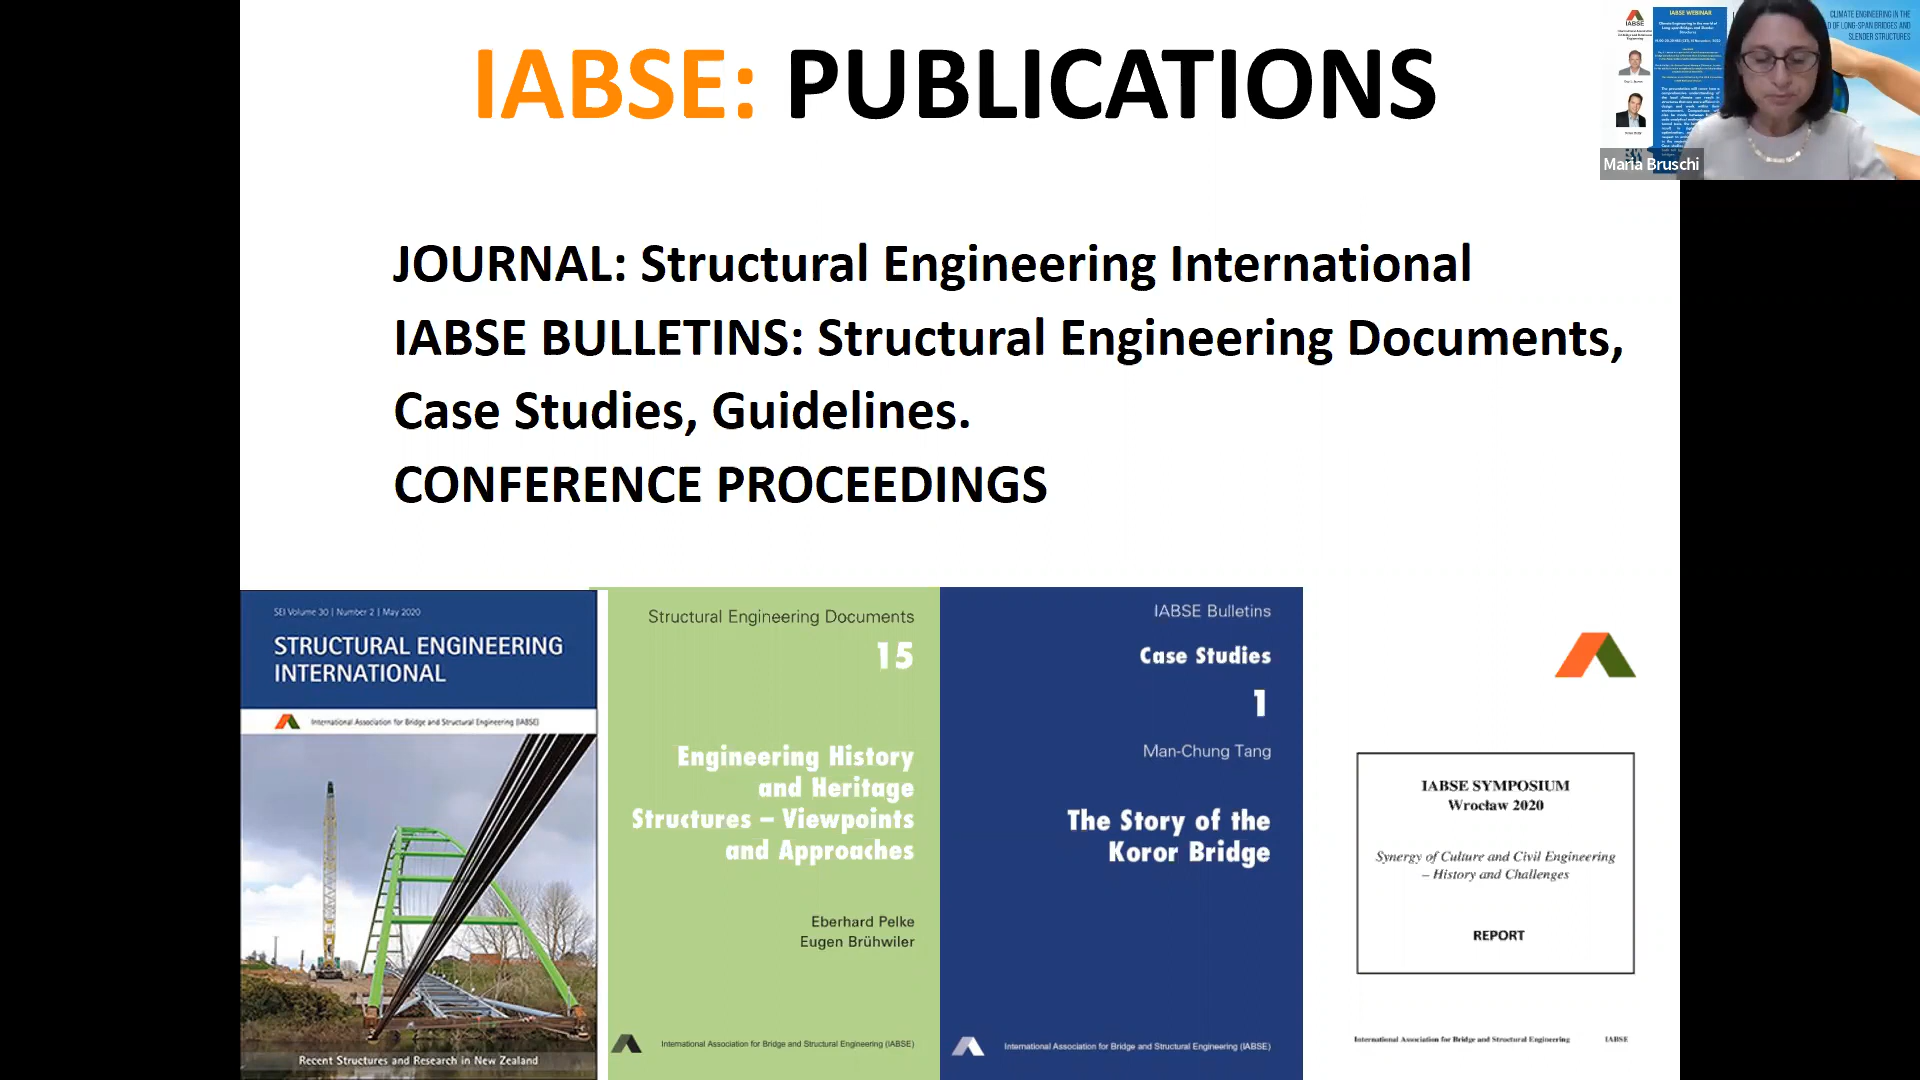 IABSE: PUBLICATIONS
JOURNAL: Structural Engineering International
IABSE BULLETINS: Structural Engineering Documents,
Case Studies, Guidelines.
CONFERENCE PROCEEDINGS
SEI Volume 30 | Number 2 | May 2020
STRUCTURAL ENGINEERING
INTERNATIONAL
International Association for Bridge and Structural Engineering (IABSE)
Recent Structures and Research in New Zealand
Structural Engineering Documents
15
Engineering History
and Heritage
Structures – Viewpoints
and Approaches
Eberhard Pelke
Eugen Brühwiler
International Association for Bridge and Structural Engineering (IABSE)
IABSE Bulletins
Case Studies
1
Man-Chung Tang
The Story of the
Koror Bridge
International Association for Bridge and Structural Engineering (IABSE)
IABSE SYMPOSIUM
Wrocław 2020
Synergy of Culture and Civil Engineering
– History and Challenges
REPORT
International Association for Bridge and Structural Engineering IABSE
IABSE
IABSE WEBINAR
CLIMATE ENGINEERING IN THE
D OF LONG-SPAN BRIDGES AND
SLENDER STRUCTURES
Maria Bruschi